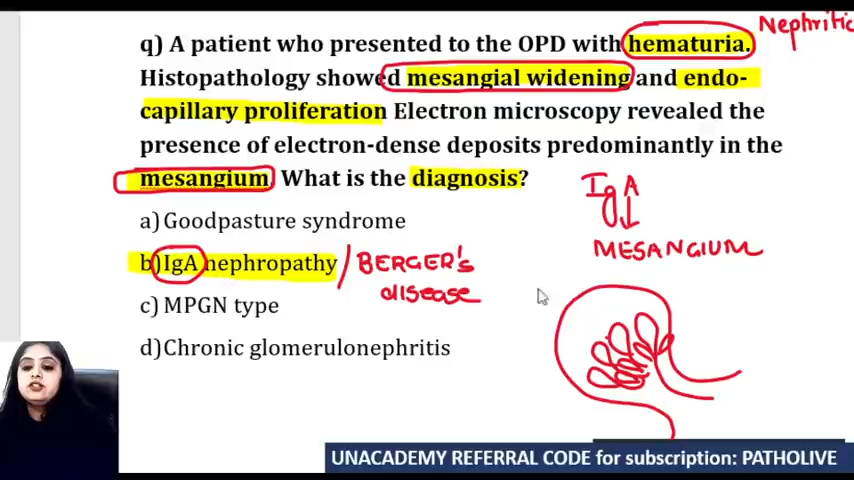 Nephritic
q) A patient who presented to the OPD with hematuria.
Histopathology showed mesangial widening and endo-
capillary proliferation Electron microscopy revealed the
presence of electron-dense deposits predominantly in the
mesangium. What is the diagnosis?
IgA
MESANGIUM
a) Goodpasture syndrome
b) IgA nephropathy / BERGER's
disease
c) MPGN type
d) Chronic glomerulonephritis
UNACADEMY REFERRAL CODE for subscription: PATHOLIVE